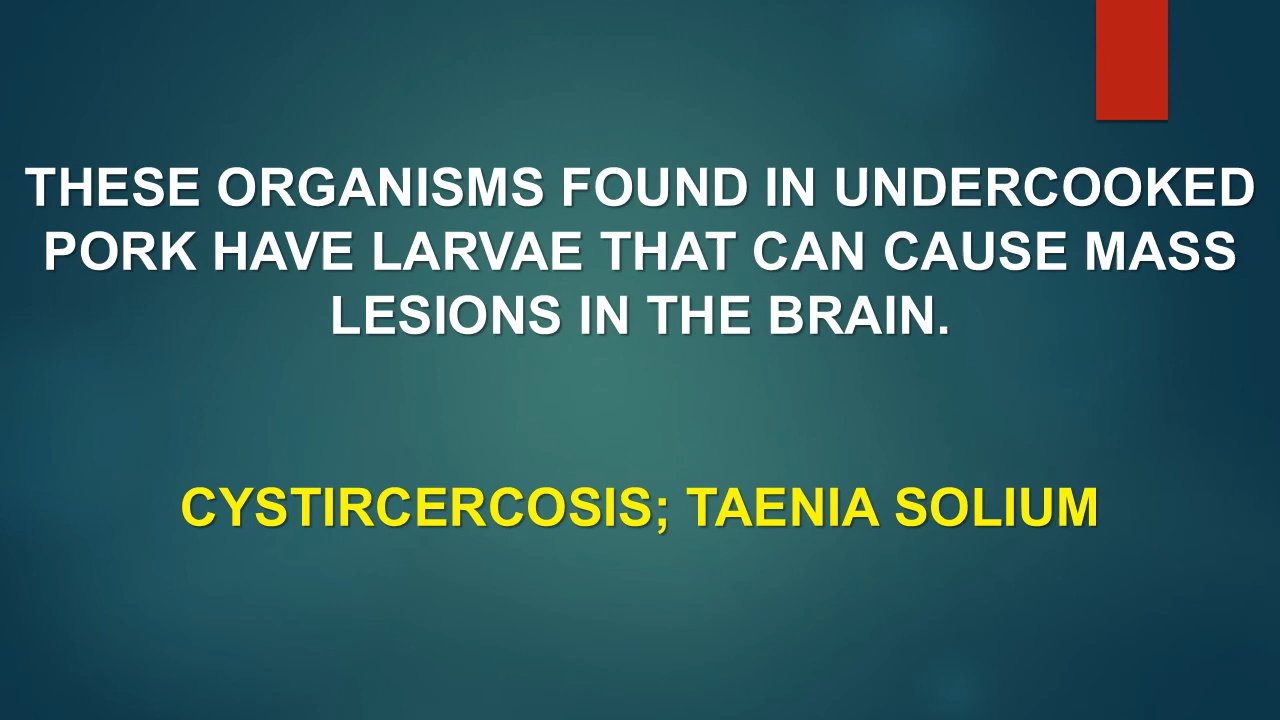 THESE ORGANISMS FOUND IN UNDERCOOKED
PORK HAVE LARVAE THAT CAN CAUSE MASS
LESIONS IN THE BRAIN.
CYSTIRCERCOSIS; TAENIA SOLIUM